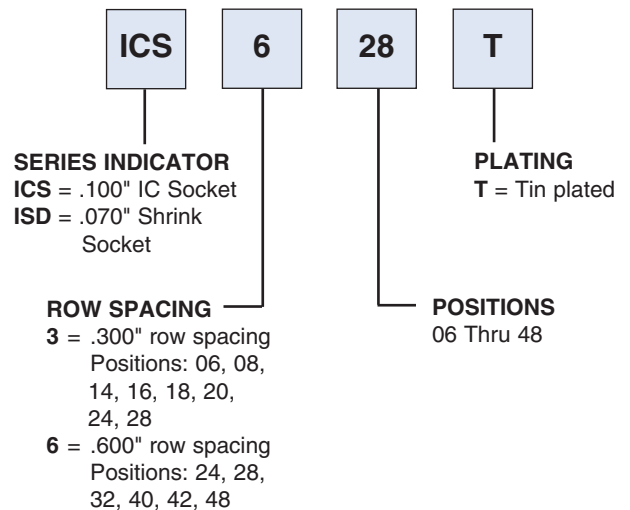 ICS 6 28 T
SERIES INDICATOR
ICS = .100" IC Socket
ISD = .070" Shrink
Socket
PLATING
T = Tin plated
ROW SPACING
3 = .300" row spacing
Positions: 06, 08,
14, 16, 18, 20,
24, 28
6 = .600" row spacing
Positions: 24, 28,
32, 40, 42, 48
POSITIONS
06 Thru 48